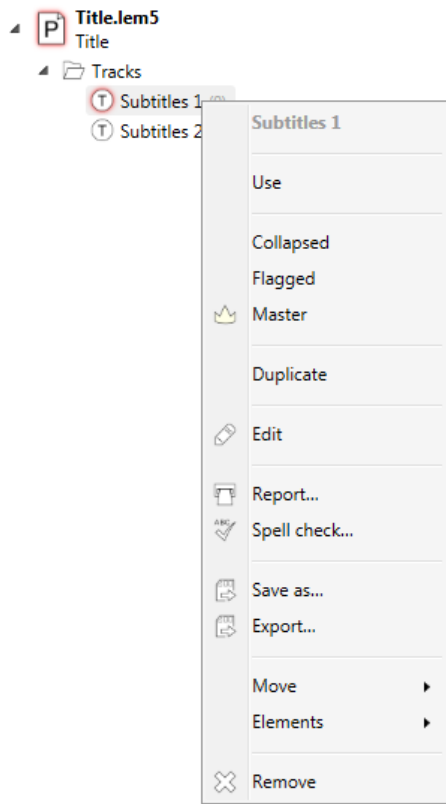 P
Title.lem5
Title
Tracks
T Subtitles 1
T Subtitles 2
Subtitles 1
Use
Collapsed
Flagged
Master
Duplicate
Edit
Report...
ABC
Spell check...
Save as...
Export...
Move
Elements
Remove